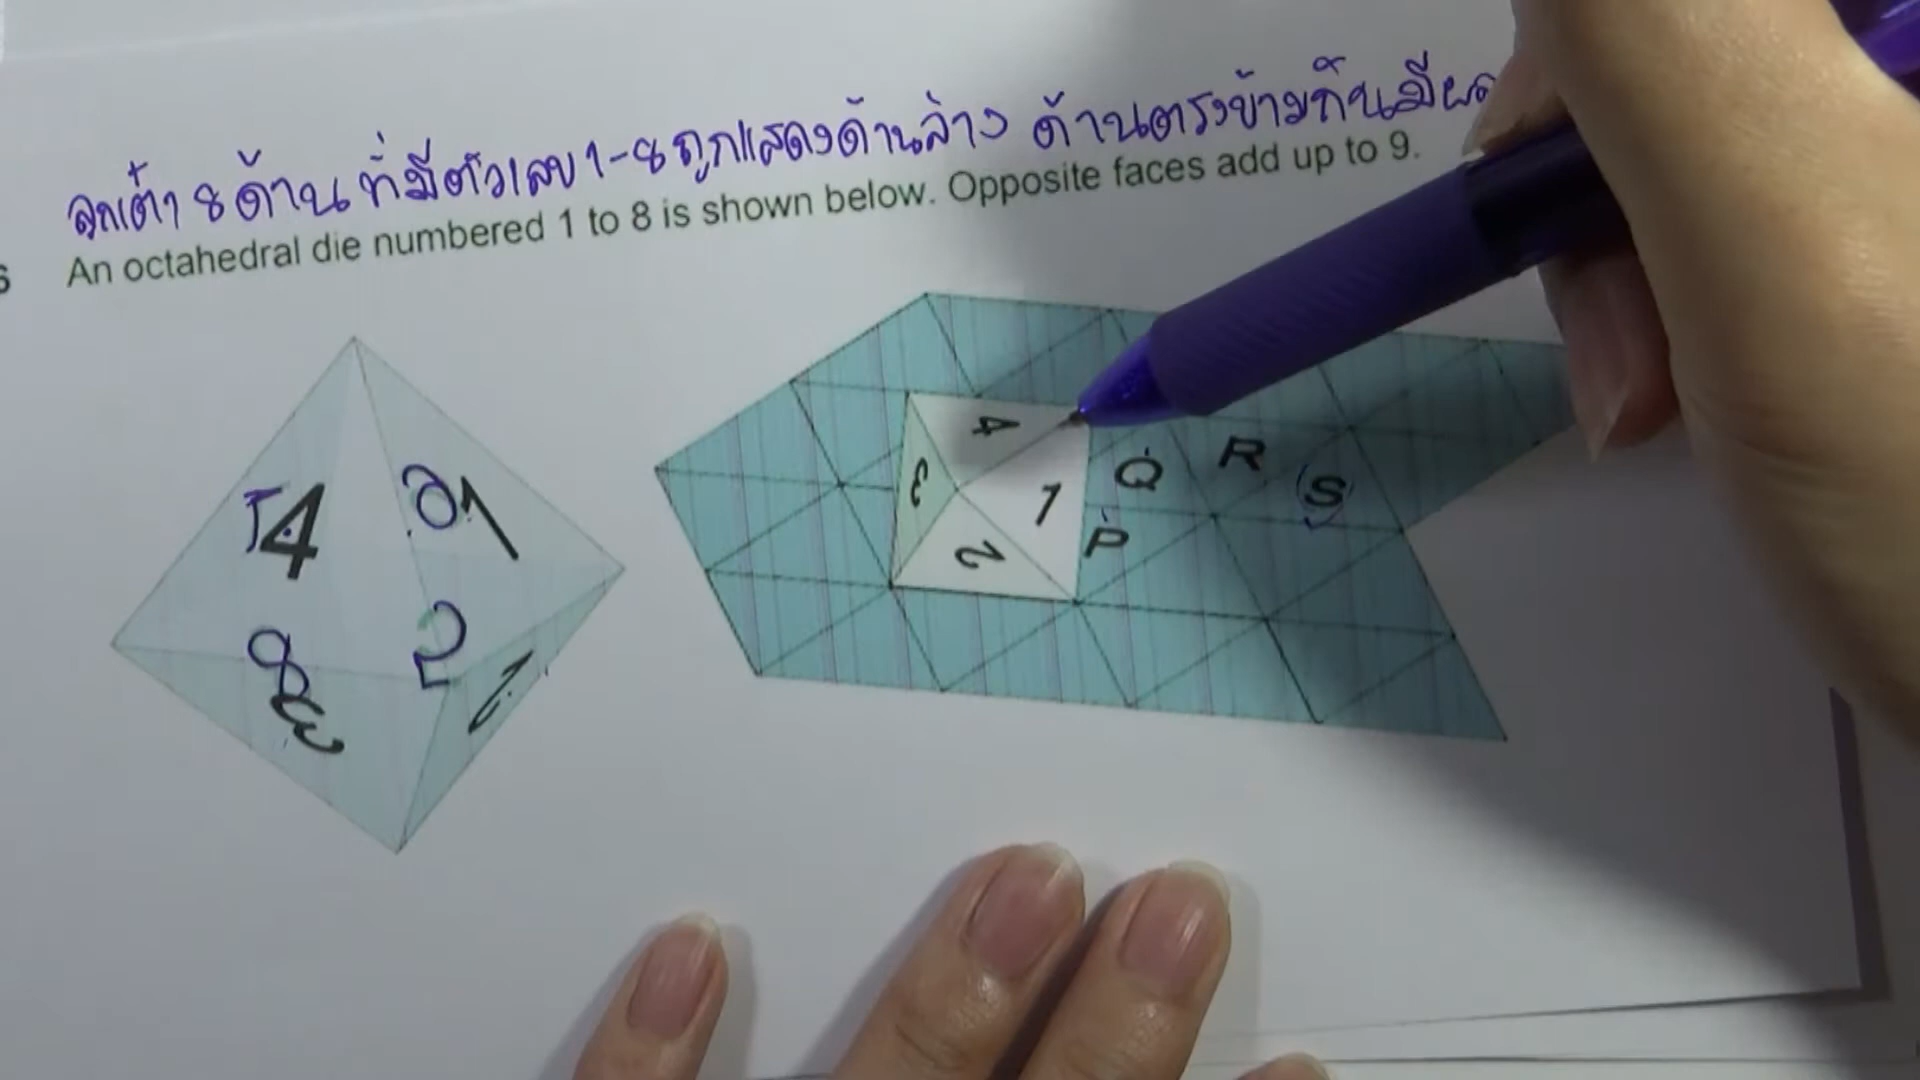 ลูกเต๋า 8 ด้าน ที่มีตัวเลข 1-8 ถูกแสดงด้านล่าง ด้านตรงข้ามกันมี
An octahedral die numbered 1 to 8 is shown below. Opposite faces add up to 9.
4 1
8 2
3
4
3 1 Q R S
2 P